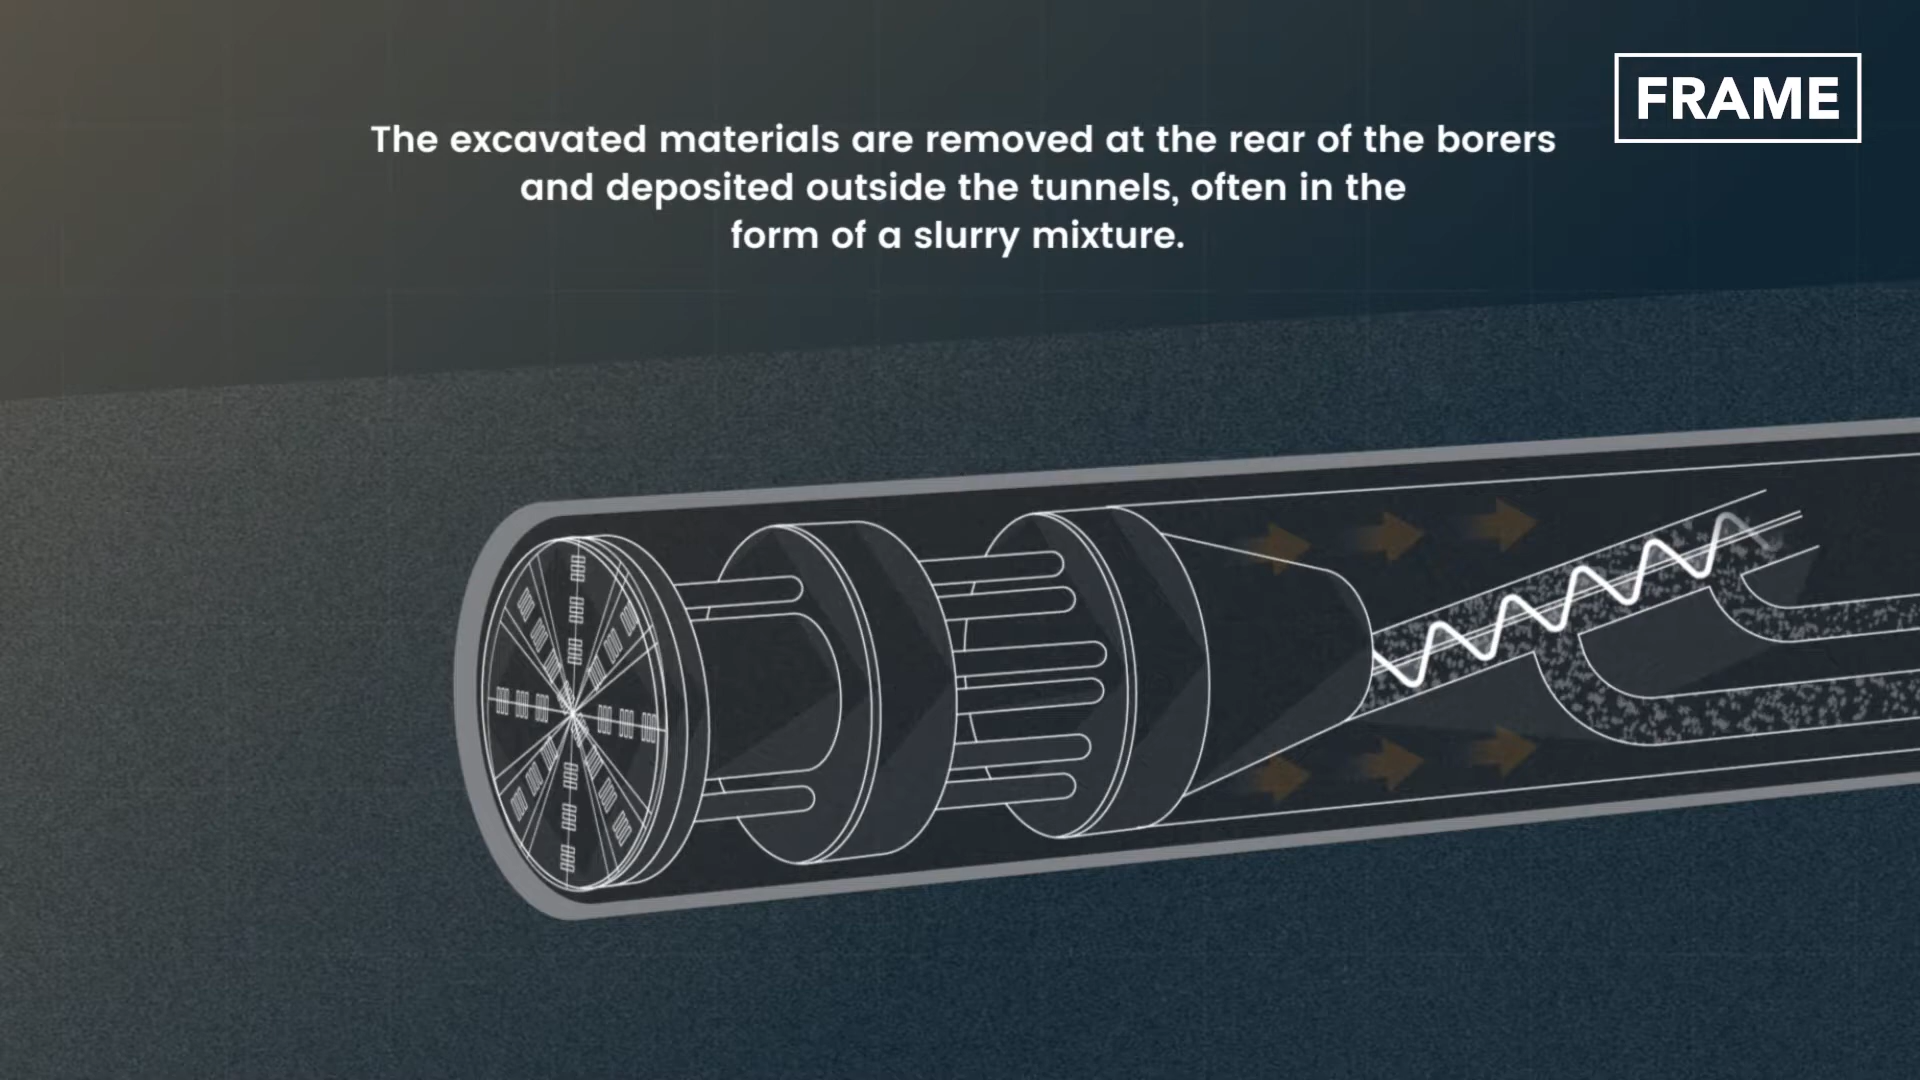 FRAME
The excavated materials are removed at the rear of the borers
and deposited outside the tunnels, often in the
form of a slurry mixture.